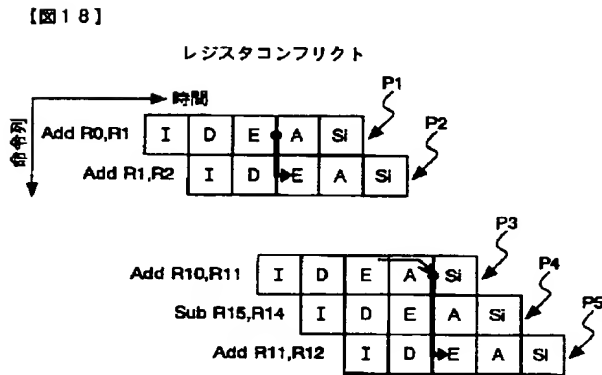 【図18】
レジスタコンフリクト
時間
命令列
P1
Add R0,R1 I D E A Si
P2
Add R1,R2 I D E A Si
P3
Add R10,R11 I D E A Si
P4
Sub R15,R14 I D E A Si
P5
Add R11,R12 I D E A Si